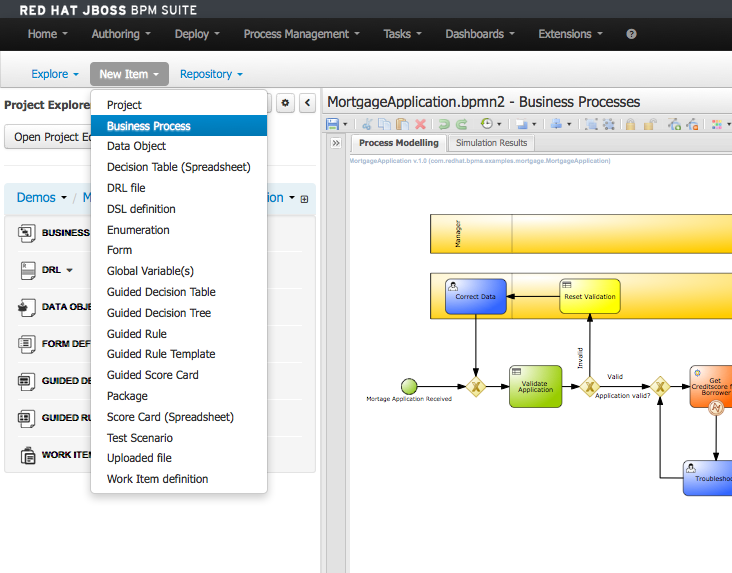 RED HAT JBOSS BPM SUITE
Home Authoring Deploy Process Management Tasks Dashboards Extensions
Explore New Item Repository
Project Explorer
Open Project Ed
Demos / M
ion
BUSINESS
DRL
DATA OBJE
FORM DEF
GUIDED DE
GUIDED RU
WORK ITEM
Project
Business Process
Data Object
Decision Table (Spreadsheet)
DRL file
DSL definition
Enumeration
Form
Global Variable(s)
Guided Decision Table
Guided Decision Tree
Guided Rule
Guided Rule Template
Guided Score Card
Package
Score Card (Spreadsheet)
Test Scenario
Uploaded file
Work Item definition
MortgageApplication.bpmn2 - Business Processes
Process Modelling Simulation Results
MortgageApplication v.1.0 (com.redhat.bpms.examples.mortgage.MortgageApplication)
Manager
Correct Data
Reset Validation
Invalid
Valid
Mortage Application Received
Validate
Application
Application valid?
Get
Creditscore f
Borrower
Troubleshoo